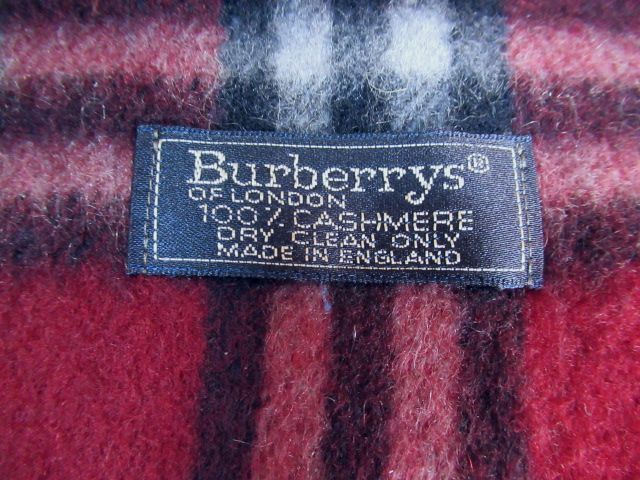 Burberrys®
OF LONDON
100% CASHMERE
DRY CLEAN ONLY
MADE IN ENGLAND